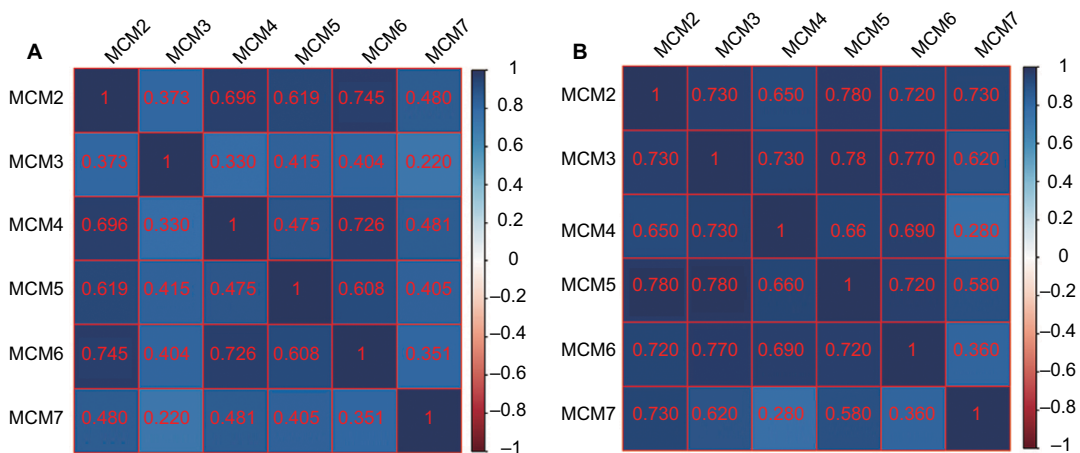 A
MCM2 MCM3 MCM4 MCM5 MCM6 MCM7
MCM2 1 0.373 0.696 0.619 0.745 0.480
MCM3 0.373 1 0.330 0.415 0.404 0.220
MCM4 0.696 0.330 1 0.475 0.726 0.481
MCM5 0.619 0.415 0.475 1 0.608 0.405
MCM6 0.745 0.404 0.726 0.608 1 0.351
MCM7 0.480 0.220 0.481 0.405 0.351 1
1
0.8
0.6
0.4
0.2
0
–0.2
–0.4
–0.6
–0.8
–1
B
MCM2 MCM3 MCM4 MCM5 MCM6 MCM7
MCM2 1 0.730 0.650 0.780 0.720 0.730
MCM3 0.730 1 0.730 0.78 0.770 0.620
MCM4 0.650 0.730 1 0.66 0.690 0.280
MCM5 0.780 0.780 0.660 1 0.720 0.580
MCM6 0.720 0.770 0.690 0.720 1 0.360
MCM7 0.730 0.620 0.280 0.580 0.360 1
1
0.8
0.6
0.4
0.2
0
–0.2
–0.4
–0.6
–0.8
–1